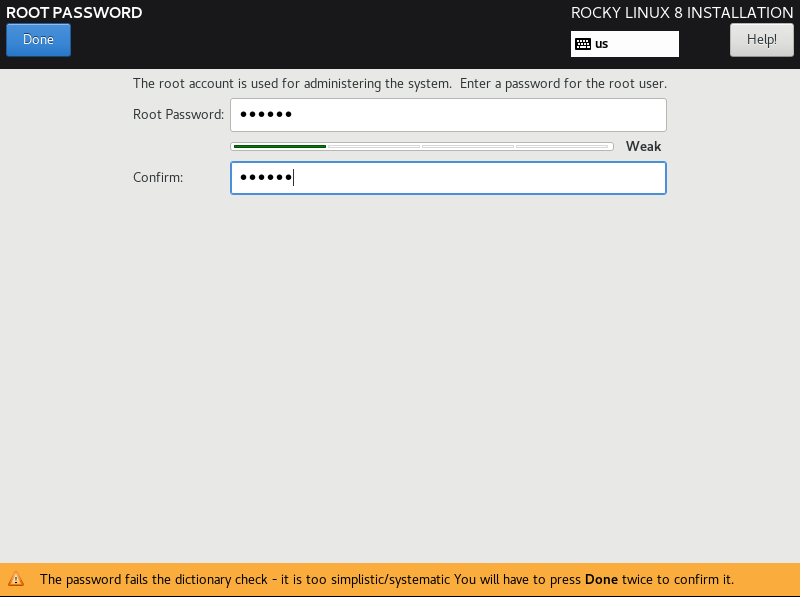 ROOT PASSWORD
ROCKY LINUX 8 INSTALLATION
Done
us
Help!
The root account is used for administering the system.  Enter a password for the root user.
Root Password: ••••••
Weak
Confirm: ••••••
The password fails the dictionary check - it is too simplistic/systematic You will have to press Done twice to confirm it.